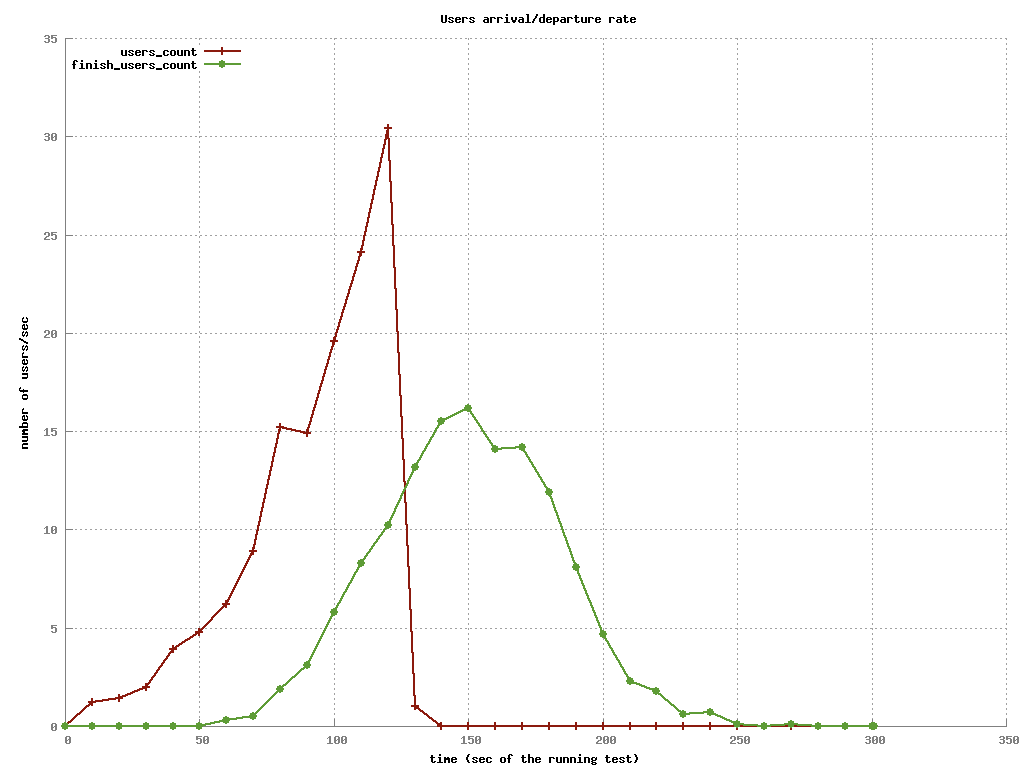 Users arrival/departure rate
users_count
finish_users_count
35
30
25
20
15
10
5
0
number of users/sec
0 50 100 150 200 250 300 350
time (sec of the running test)